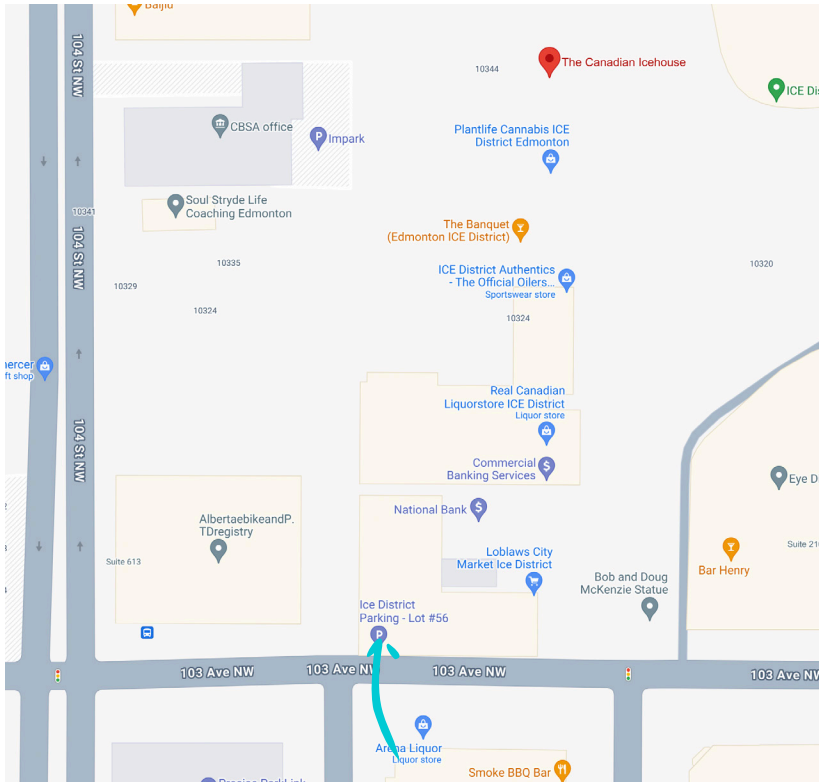 Baijiu
104 St NW
10344
The Canadian Icehouse
ICE Dis
CBSA office
Impark
Plantlife Cannabis ICE
District Edmonton
Soul Stryde Life
Coaching Edmonton
10341
104 St NW
The Banquet
(Edmonton ICE District)
10335
10320
ICE District Authentics
- The Official Oilers...
Sportswear store
10329
10324
10324
ercer
ft shop
Real Canadian
Liquorstore ICE District
Liquor store
104 St NW
Commercial
Banking Services
Eye D
National Bank
AlbertaebikeandP.
TDregistry
Suite 613
Loblaws City
Market Ice District
Suite 21
Bar Henry
Bob and Doug
McKenzie Statue
Ice District
Parking - Lot #56
P
103 Ave NW
103 Ave NW
103 Ave NW
103 Ave NW
Arena Liquor
Liquor store
Smoke BBQ Bar